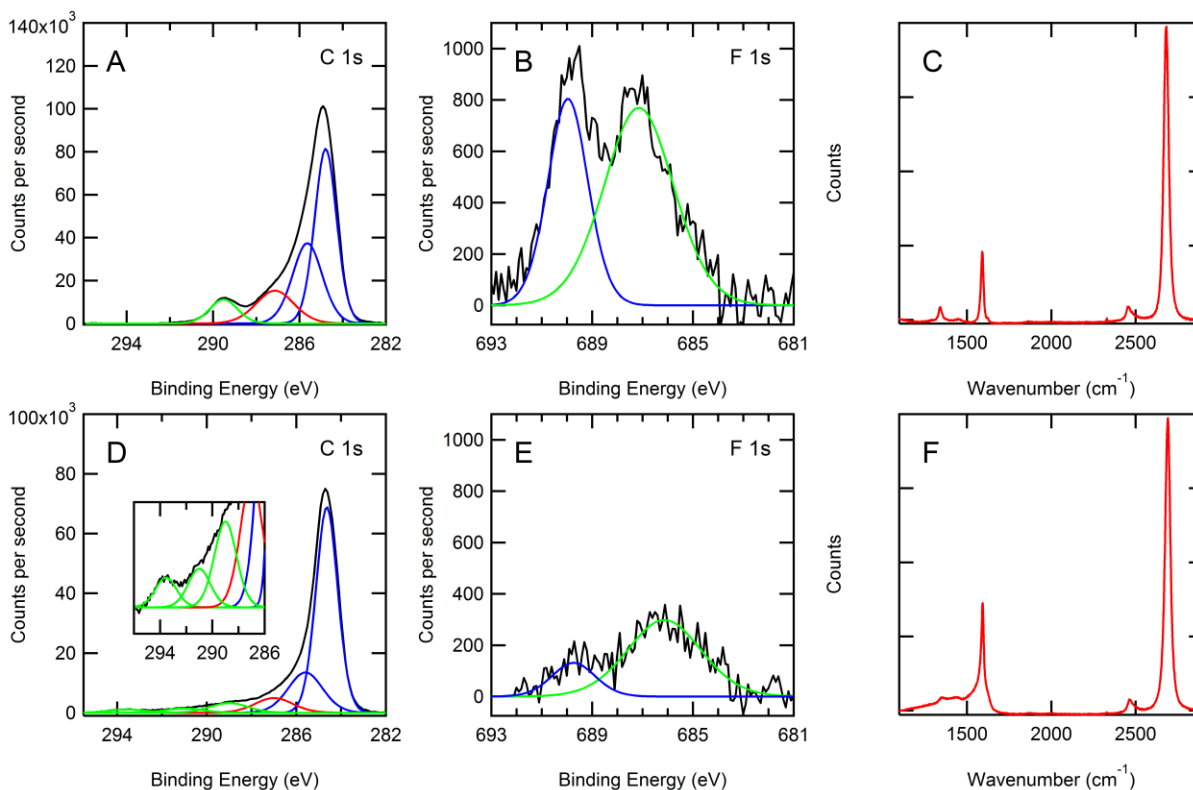 140x10³
120
100
80
60
40
20
0
294 290 286 282
A
C 1s
Counts per second
Binding Energy (eV)
1000
800
600
400
200
0
693 689 685 681
B
F 1s
Counts per second
Binding Energy (eV)
C
Counts
1500 2000 2500
Wavenumber (cm⁻¹)
100x10³
80
60
40
20
0
294 290 286 282
D
C 1s
294 290 286
Counts per second
Binding Energy (eV)
1000
800
600
400
200
0
693 689 685 681
E
F 1s
Counts per second
Binding Energy (eV)
F
Counts
1500 2000 2500
Wavenumber (cm⁻¹)